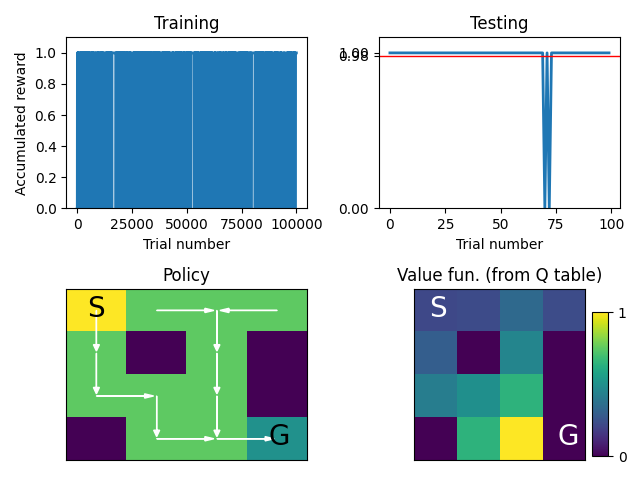 Training
Accumulated reward
1.0
0.8
0.6
0.4
0.2
0.0
0 25000 50000 75000 100000
Trial number
Testing
1.00
0.98
0.00
0 25 50 75 100
Trial number
Policy
S
G
Value fun. (from Q table)
S
G
1
0